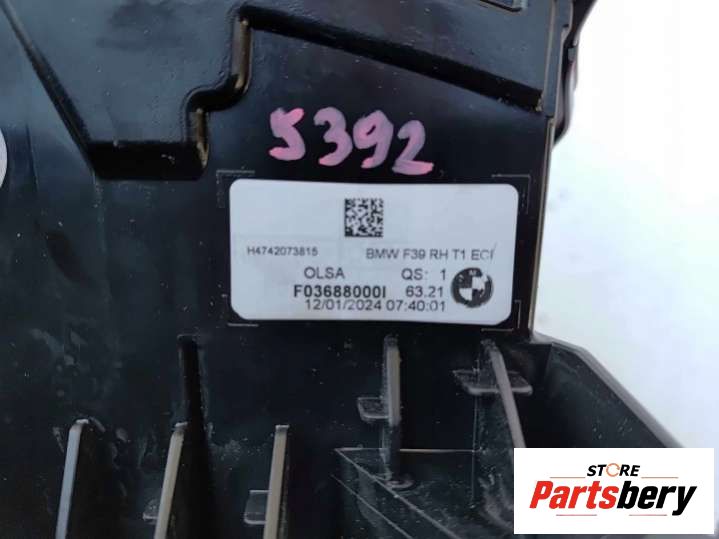 5392
H4742073815 BMW F39 RH T1 ECI
OLSA QS: 1
F03688000I 63.21
12/01/2024 07:40:01
STORE
Partsbery